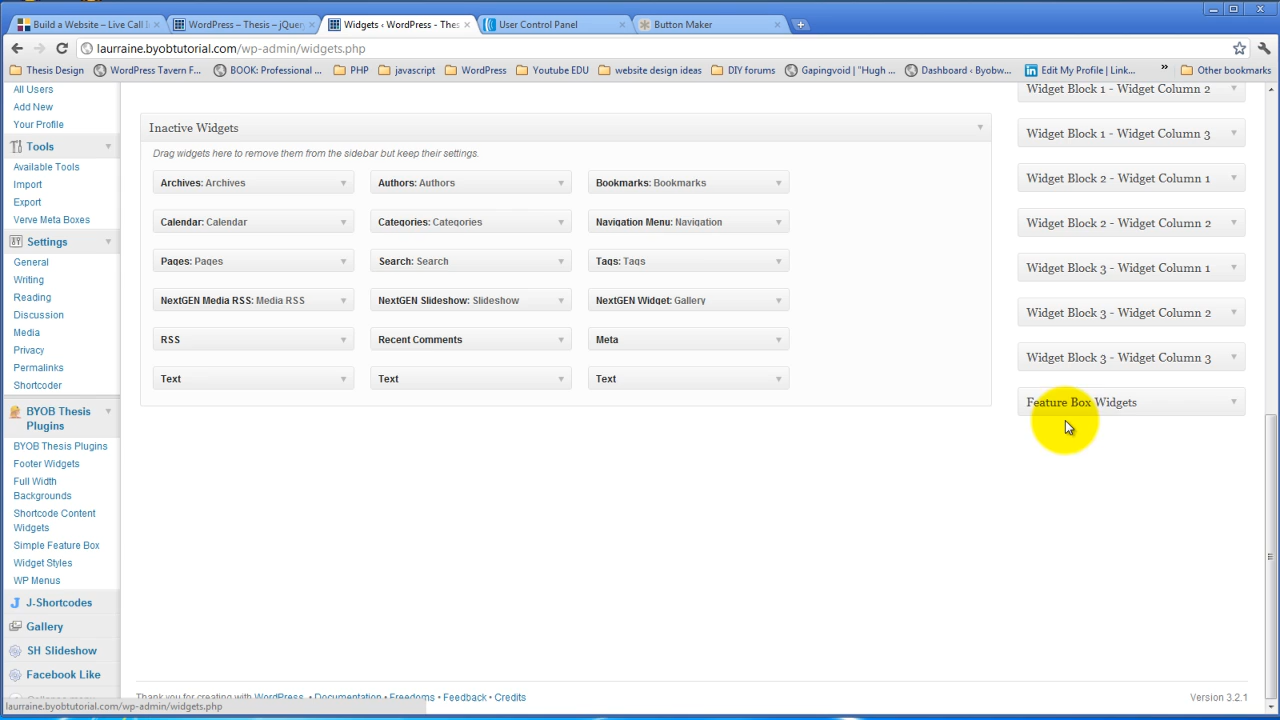 Build a Website – Live Call I
WordPress – Thesis – jQuery
Widgets ‹ WordPress - Thes
User Control Panel
Button Maker
laurraine.byobtutorial.com/wp-admin/widgets.php
Thesis Design
WordPress Tavern F...
BOOK: Professional ...
PHP
javascript
WordPress
Youtube EDU
website design ideas
DIY forums
Gapingvoid | "Hugh ...
Dashboard ‹ Byobw...
Edit My Profile | Link...
»
Other bookmarks
All Users
Add New
Your Profile
Tools
Available Tools
Import
Export
Verve Meta Boxes
Settings
General
Writing
Reading
Discussion
Media
Privacy
Permalinks
Shortcoder
BYOB Thesis
Plugins
BYOB Thesis Plugins
Footer Widgets
Full Width
Backgrounds
Shortcode Content
Widgets
Simple Feature Box
Widget Styles
WP Menus
J-Shortcodes
Gallery
SH Slideshow
Facebook Like
Collapse menu
Inactive Widgets
Drag widgets here to remove them from the sidebar but keep their settings.
Archives: Archives
Authors: Authors
Bookmarks: Bookmarks
Calendar: Calendar
Categories: Categories
Navigation Menu: Navigation
Pages: Pages
Search: Search
Tags: Tags
NextGEN Media RSS: Media RSS
NextGEN Slideshow: Slideshow
NextGEN Widget: Gallery
RSS
Recent Comments
Meta
Text
Text
Text
Widget Block 1 - Widget Column 2
Widget Block 1 - Widget Column 3
Widget Block 2 - Widget Column 1
Widget Block 2 - Widget Column 2
Widget Block 3 - Widget Column 1
Widget Block 3 - Widget Column 2
Widget Block 3 - Widget Column 3
Feature Box Widgets
Thank you for creating with WordPress. • Documentation • Freedoms • Feedback • Credits
Version 3.2.1
laurraine.byobtutorial.com/wp-admin/widgets.php